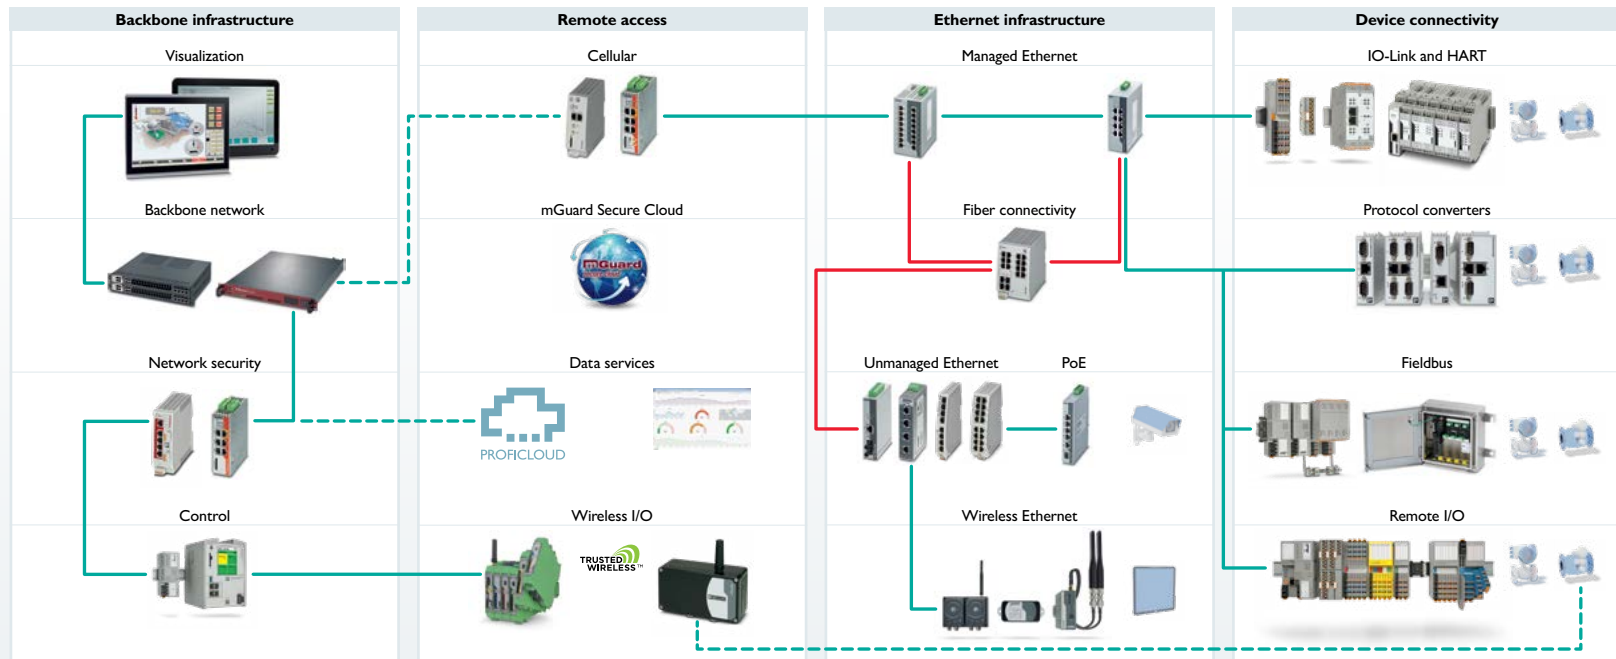 Backbone infrastructure
Remote access
Ethernet infrastructure
Device connectivity
Visualization
Cellular
Managed Ethernet
IO-Link and HART
Backbone network
mGuard Secure Cloud
Fiber connectivity
Protocol converters
mGuard
Network security
Data services
Unmanaged Ethernet
PoE
Fieldbus
PROFICLOUD
Control
Wireless I/O
Wireless Ethernet
Remote I/O
TRUSTED
WIRELESS™